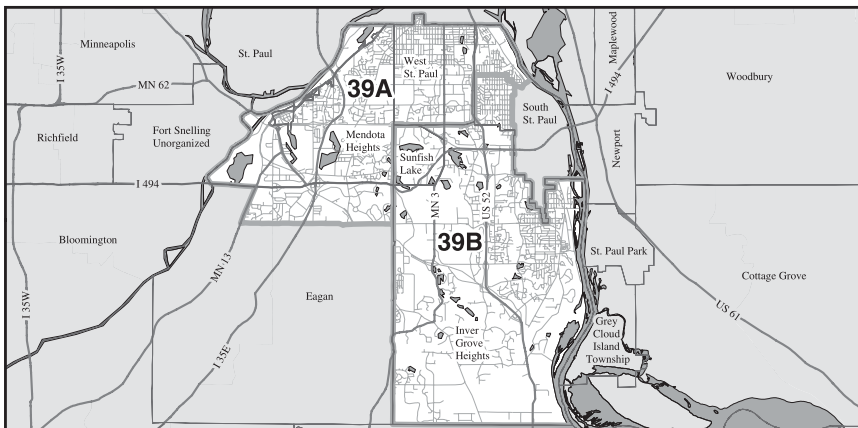 Minneapolis
St. Paul
Maplewood
I 35W
MN 62
West
St. Paul
I 494
Woodbury
39A
Richfield
Fort Snelling
Unorganized
Mendota
Heights
South
St. Paul
Newport
Sunfish
Lake
I 494
MN 3
US 52
Bloomington
39B
St. Paul Park
MN 13
Cottage Grove
Eagan
I 35W
US 61
I 35E
Inver
Grove
Heights
Grey
Cloud
Island
Township